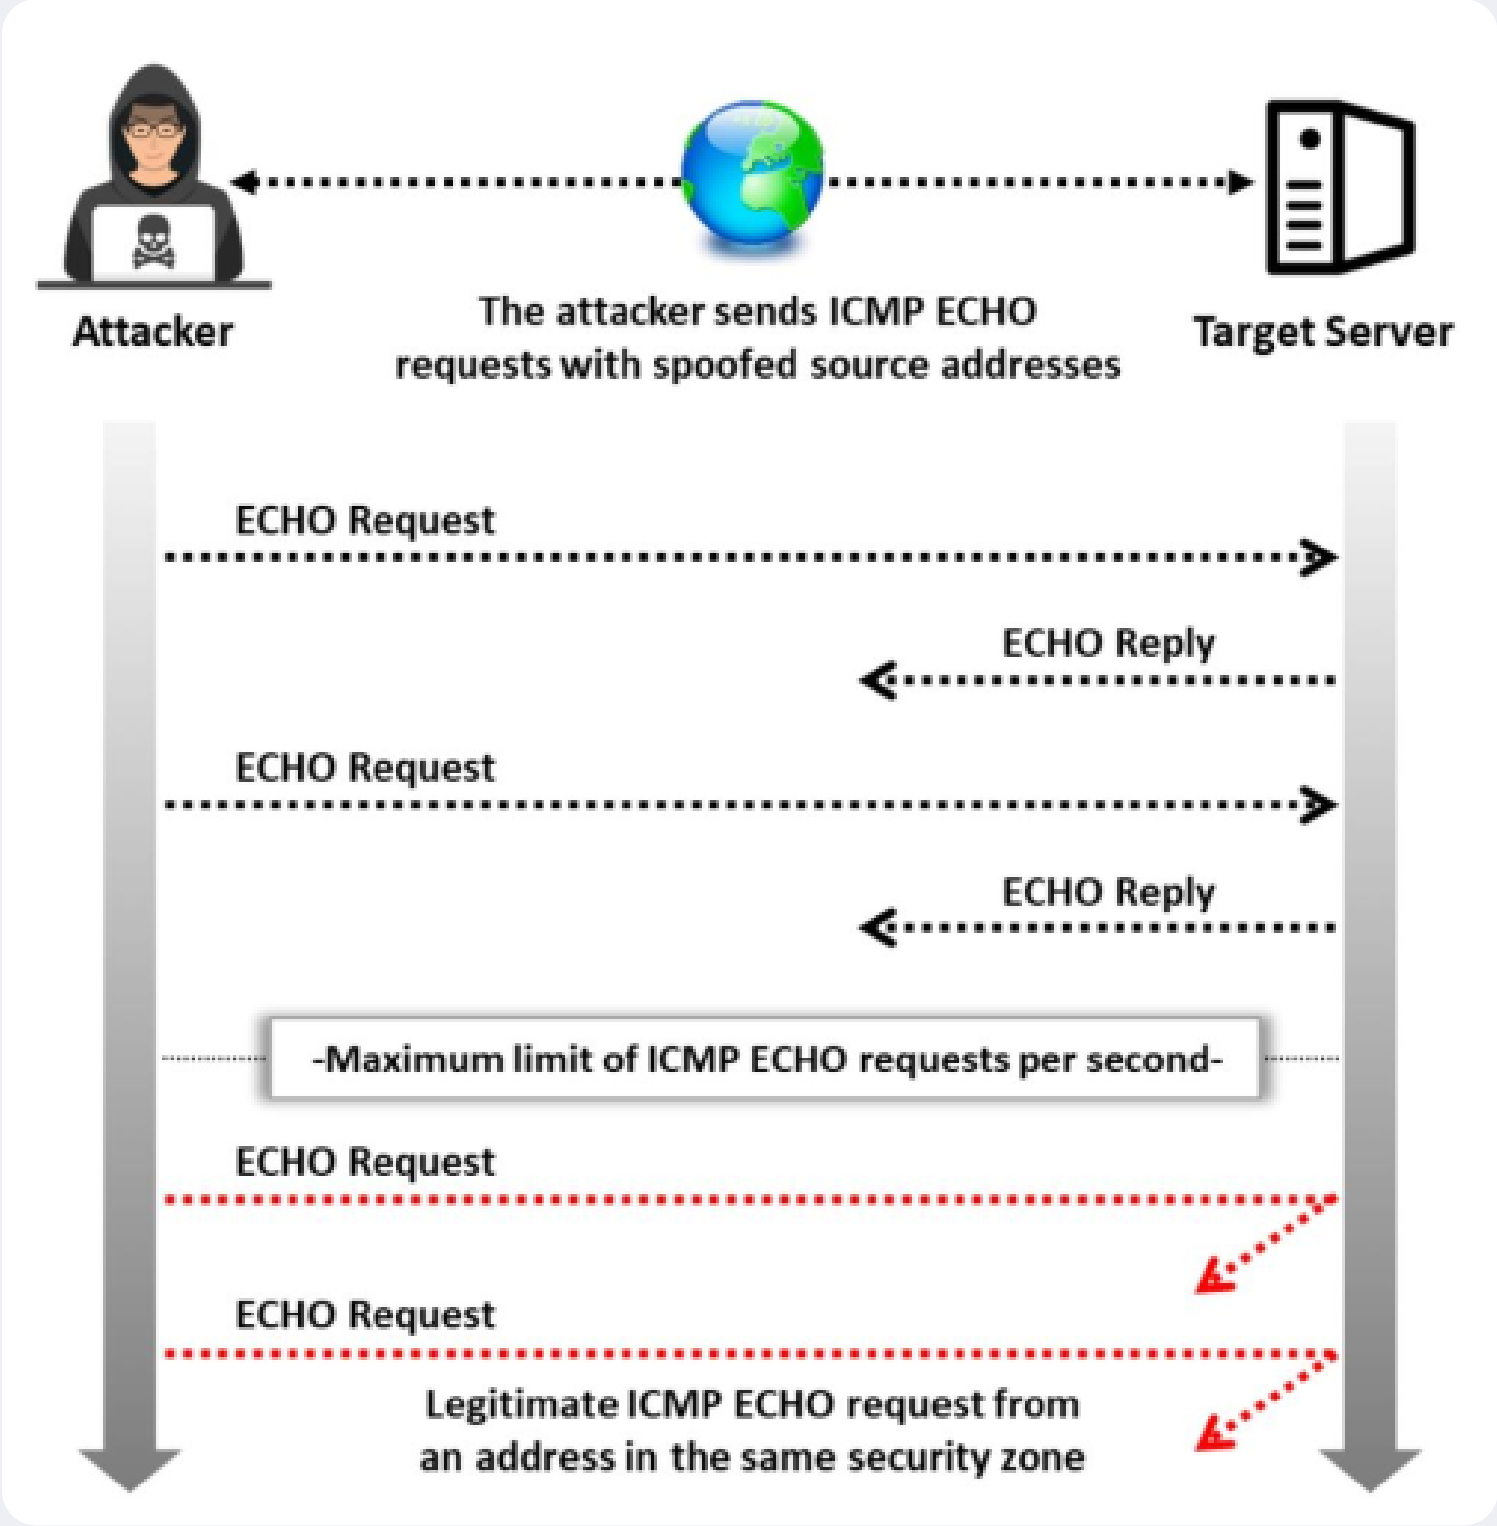 The attacker sends ICMP ECHO
requests with spoofed source addresses
Attacker
Target Server
ECHO Request
ECHO Reply
ECHO Request
ECHO Reply
-Maximum limit of ICMP ECHO requests per second-
ECHO Request
ECHO Request
Legitimate ICMP ECHO request from
an address in the same security zone